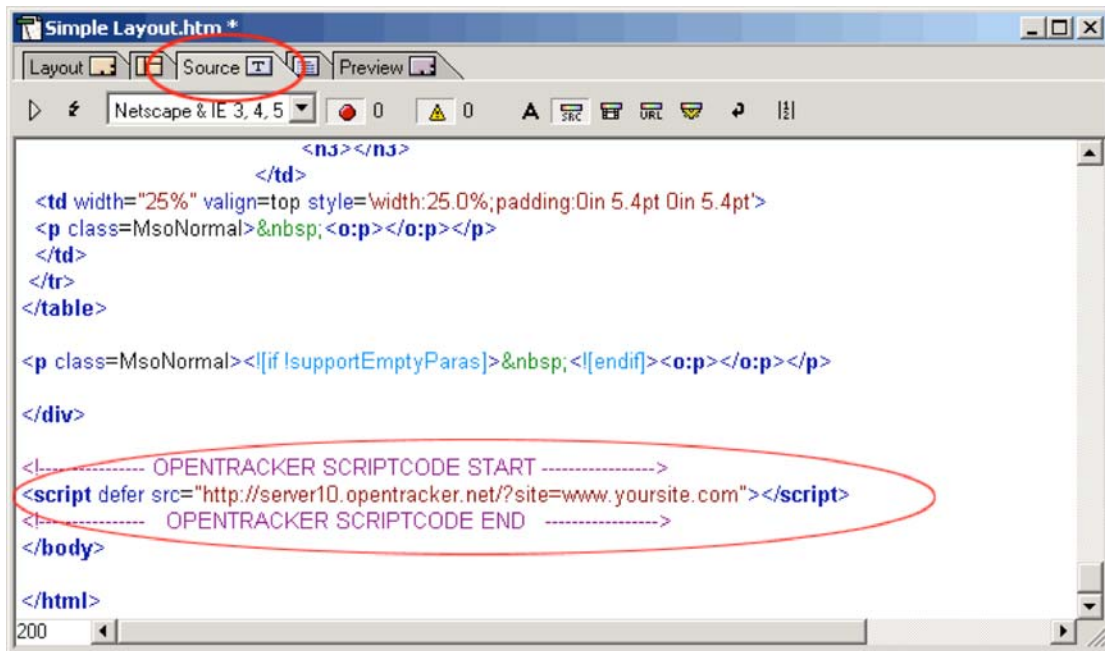 Simple Layout.htm *
Layout Source T Preview
Netscape & IE 3, 4, 5 0 0 A SRC URL
<h3></h3>
</td>
<td width="25%" valign=top style='width:25.0%;padding:0in 5.4pt 0in 5.4pt'>
<p class=MsoNormal>&nbsp;<o:p></o:p></p>
</td>
</tr>
</table>
<p class=MsoNormal><![if !supportEmptyParas]>&nbsp;<![endif]><o:p></o:p></p>
</div>
<!---------------- OPENTRACKER SCRIPTCODE START ----------------->
<script defer src="http://server10.opentracker.net/?site=www.yoursite.com"></script>
<!---------------- OPENTRACKER SCRIPTCODE END ----------------->
</body>
</html>
200